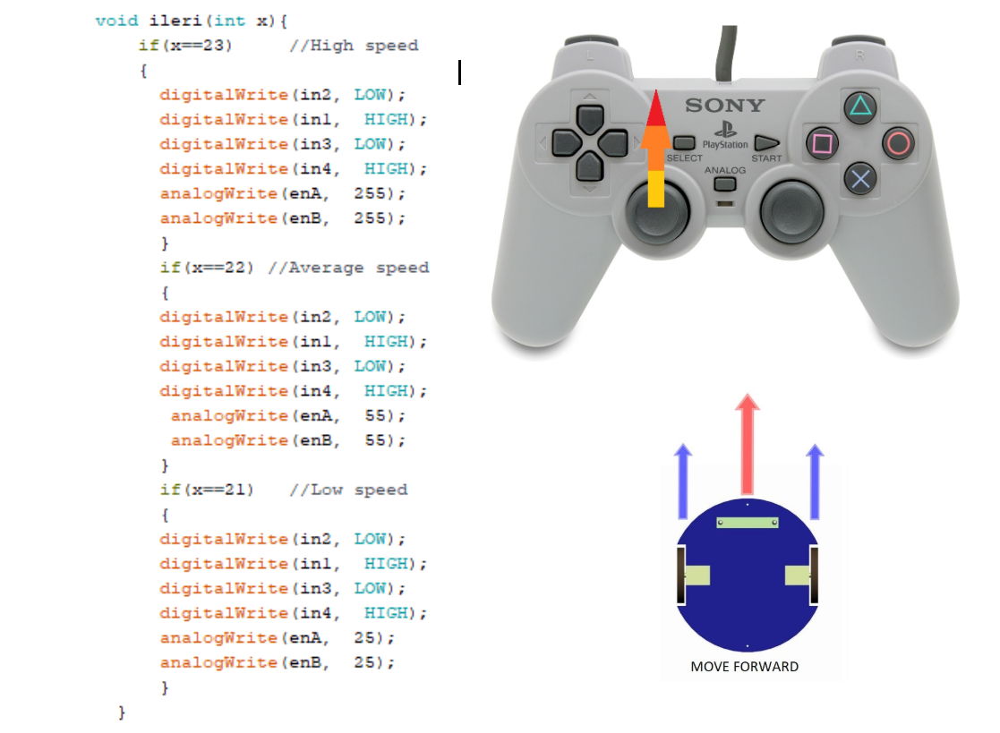 void ileri(int x){
if(x==23) //High speed
{
digitalWrite(in2, LOW);
digitalWrite(in1, HIGH);
digitalWrite(in3, LOW);
digitalWrite(in4, HIGH);
analogWrite(enA, 255);
analogWrite(enB, 255);
}
if(x==22) //Average speed
{
digitalWrite(in2, LOW);
digitalWrite(in1, HIGH);
digitalWrite(in3, LOW);
digitalWrite(in4, HIGH);
analogWrite(enA, 55);
analogWrite(enB, 55);
}
if(x==21) //Low speed
{
digitalWrite(in2, LOW);
digitalWrite(in1, HIGH);
digitalWrite(in3, LOW);
digitalWrite(in4, HIGH);
analogWrite(enA, 25);
analogWrite(enB, 25);
}
}
L
R
SONY
PlayStation
SELECT
START
ANALOG
MOVE FORWARD